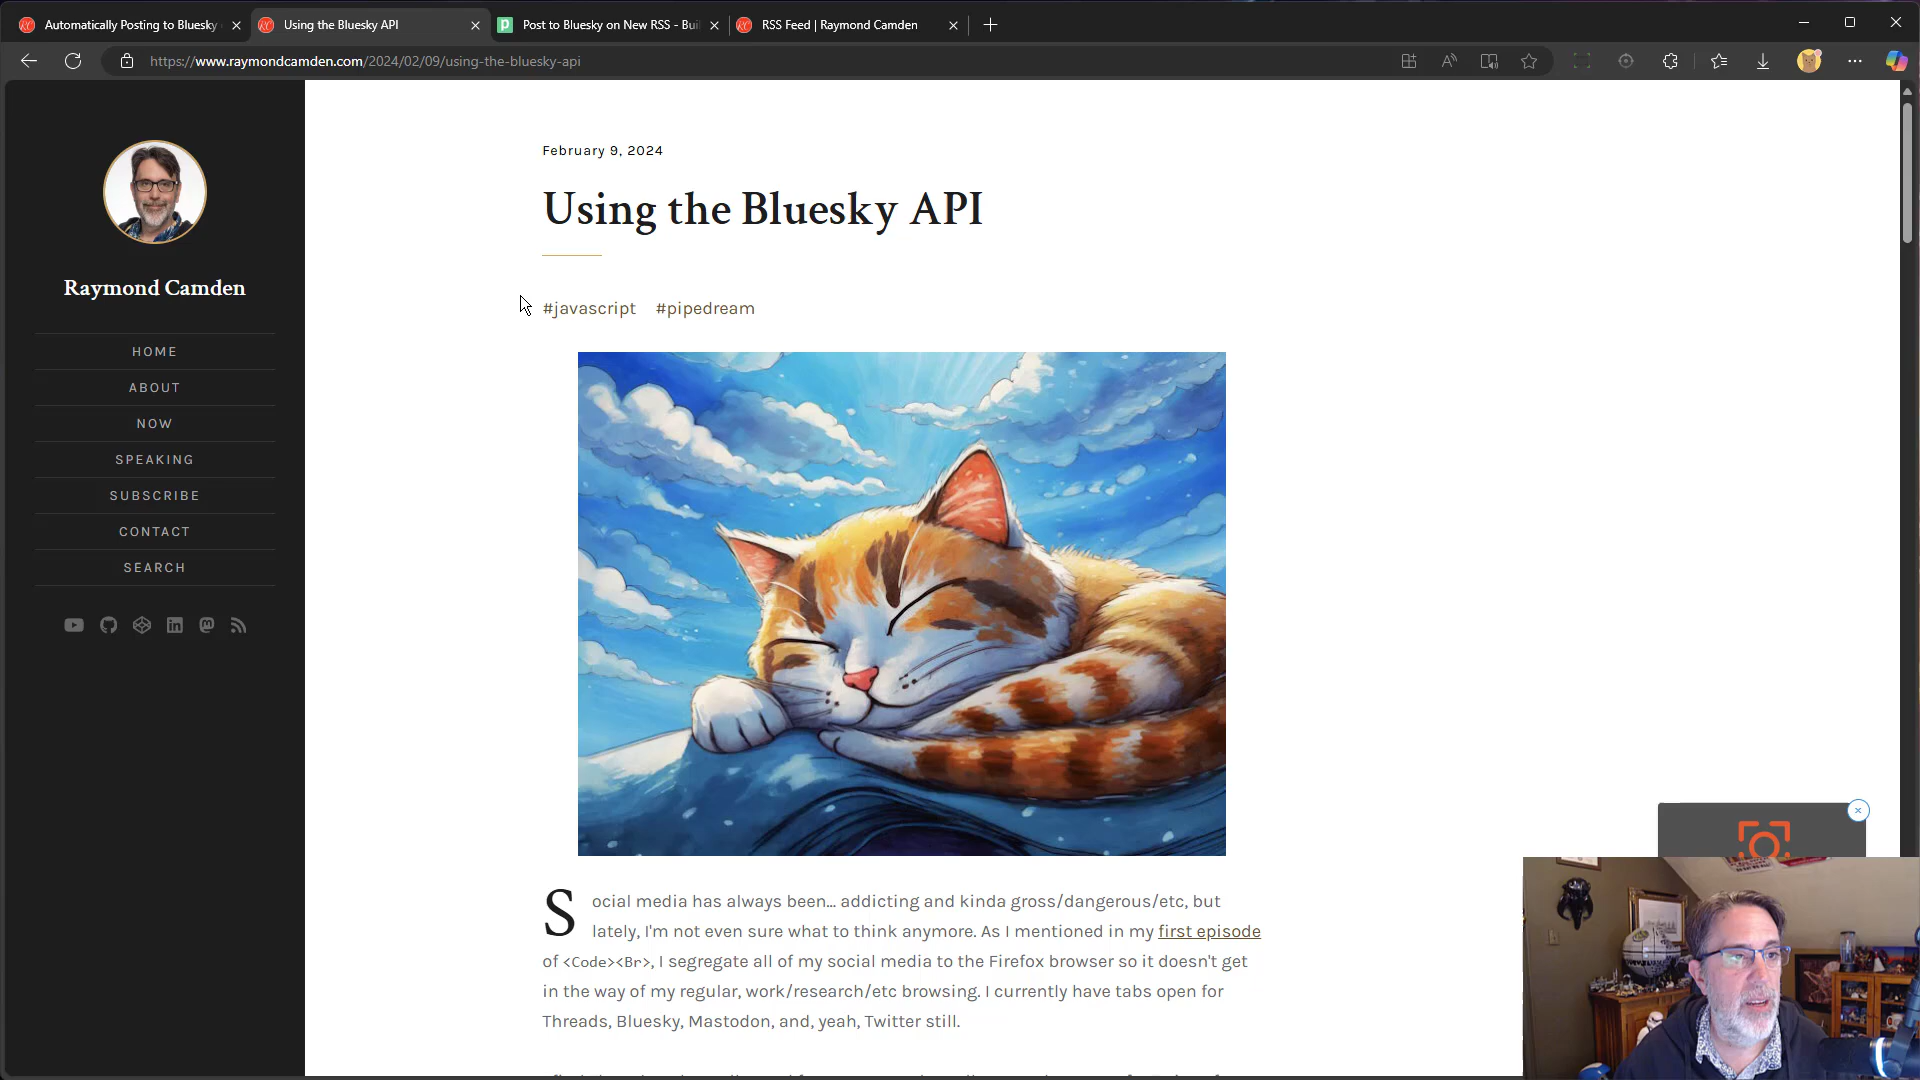 Automatically Posting to Bluesky
Using the Bluesky API
Post to Bluesky on New RSS - Bui
RSS Feed | Raymond Camden
https://www.raymondcamden.com/2024/02/09/using-the-bluesky-api
Raymond Camden
HOME
ABOUT
NOW
SPEAKING
SUBSCRIBE
CONTACT
SEARCH
February 9, 2024
Using the Bluesky API
#javascript #pipedream
Social media has always been... addicting and kinda gross/dangerous/etc, but
lately, I'm not even sure what to think anymore. As I mentioned in my first episode
of <Code><Br>, I segregate all of my social media to the Firefox browser so it doesn't get
in the way of my regular, work/research/etc browsing. I currently have tabs open for
Threads, Bluesky, Mastodon, and, yeah, Twitter still.